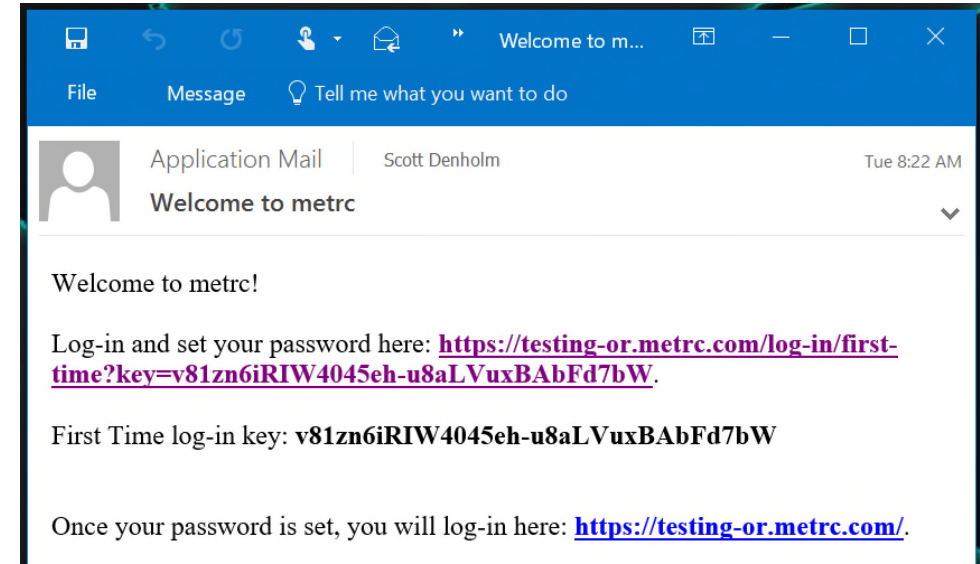 Welcome to m...
File Message Tell me what you want to do
Application Mail Scott Denholm Tue 8:22 AM
Welcome to metrc
Welcome to metrc!
Log-in and set your password here: https://testing-or.metrc.com/log-in/first-
time?key=v81zn6iRIW4045eh-u8aLVuxBAbFd7bW.
First Time log-in key: v81zn6iRIW4045eh-u8aLVuxBAbFd7bW
Once your password is set, you will log-in here: https://testing-or.metrc.com/.